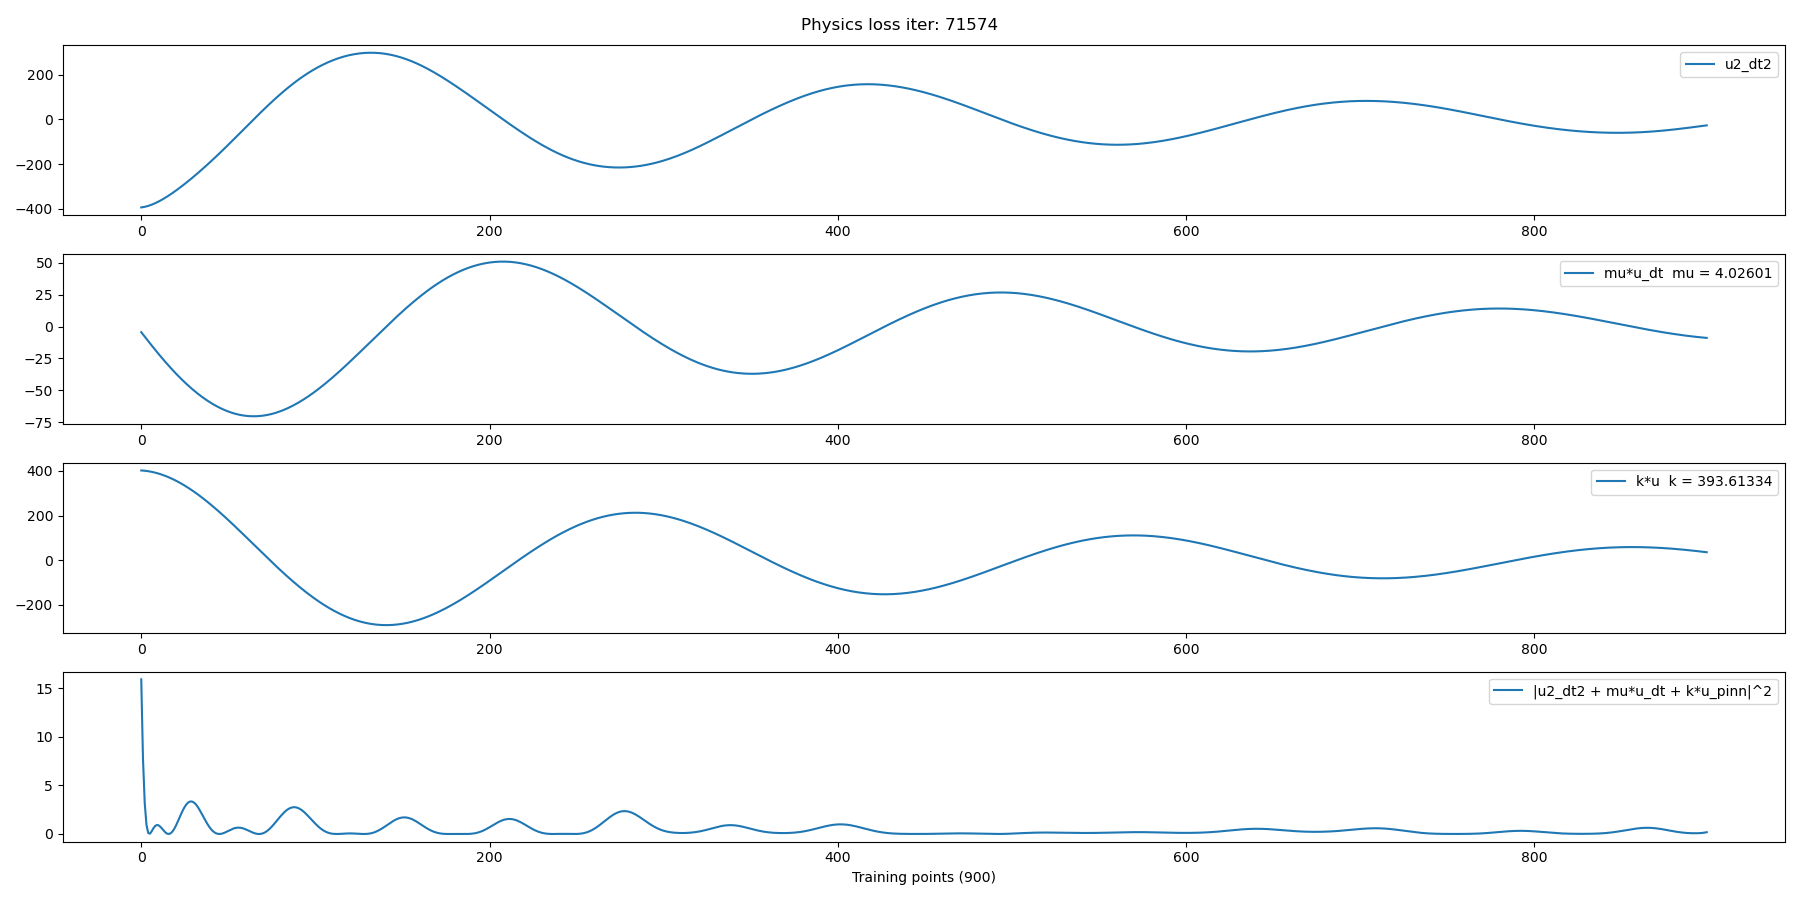 Physics loss iter: 71574
u2_dt2
200
0
−200
−400
0 200 400 600 800
mu*u_dt mu = 4.02601
50
25
0
−25
−50
−75
0 200 400 600 800
k*u k = 393.61334
400
200
0
−200
0 200 400 600 800
|u2_dt2 + mu*u_dt + k*u_pinn|^2
15
10
5
0
0 200 400 600 800
Training points (900)